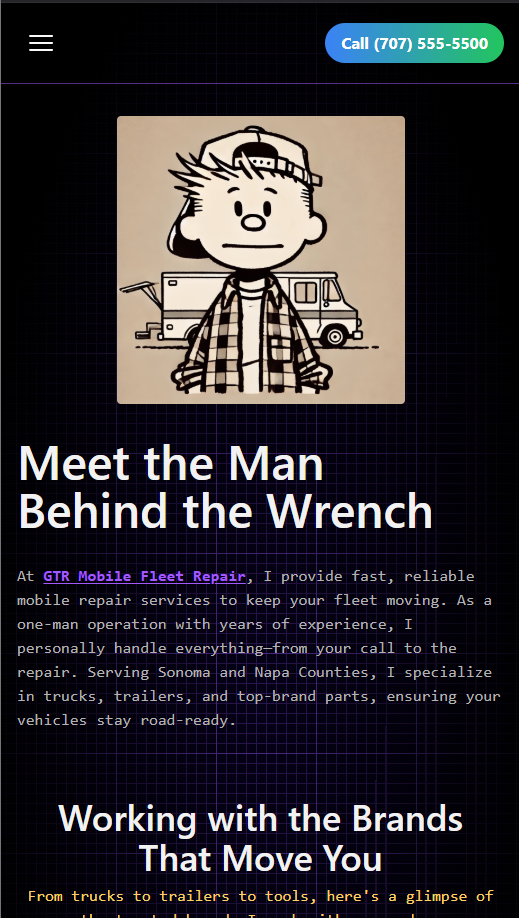 Call (707) 555-5500
Meet the Man
Behind the Wrench
At GTR Mobile Fleet Repair, I provide fast, reliable
mobile repair services to keep your fleet moving. As a
one-man operation with years of experience, I
personally handle everything—from your call to the
repair. Serving Sonoma and Napa Counties, I specialize
in trucks, trailers, and top-brand parts, ensuring your
vehicles stay road-ready.
Working with the Brands
That Move You
From trucks to trailers to tools, here's a glimpse of